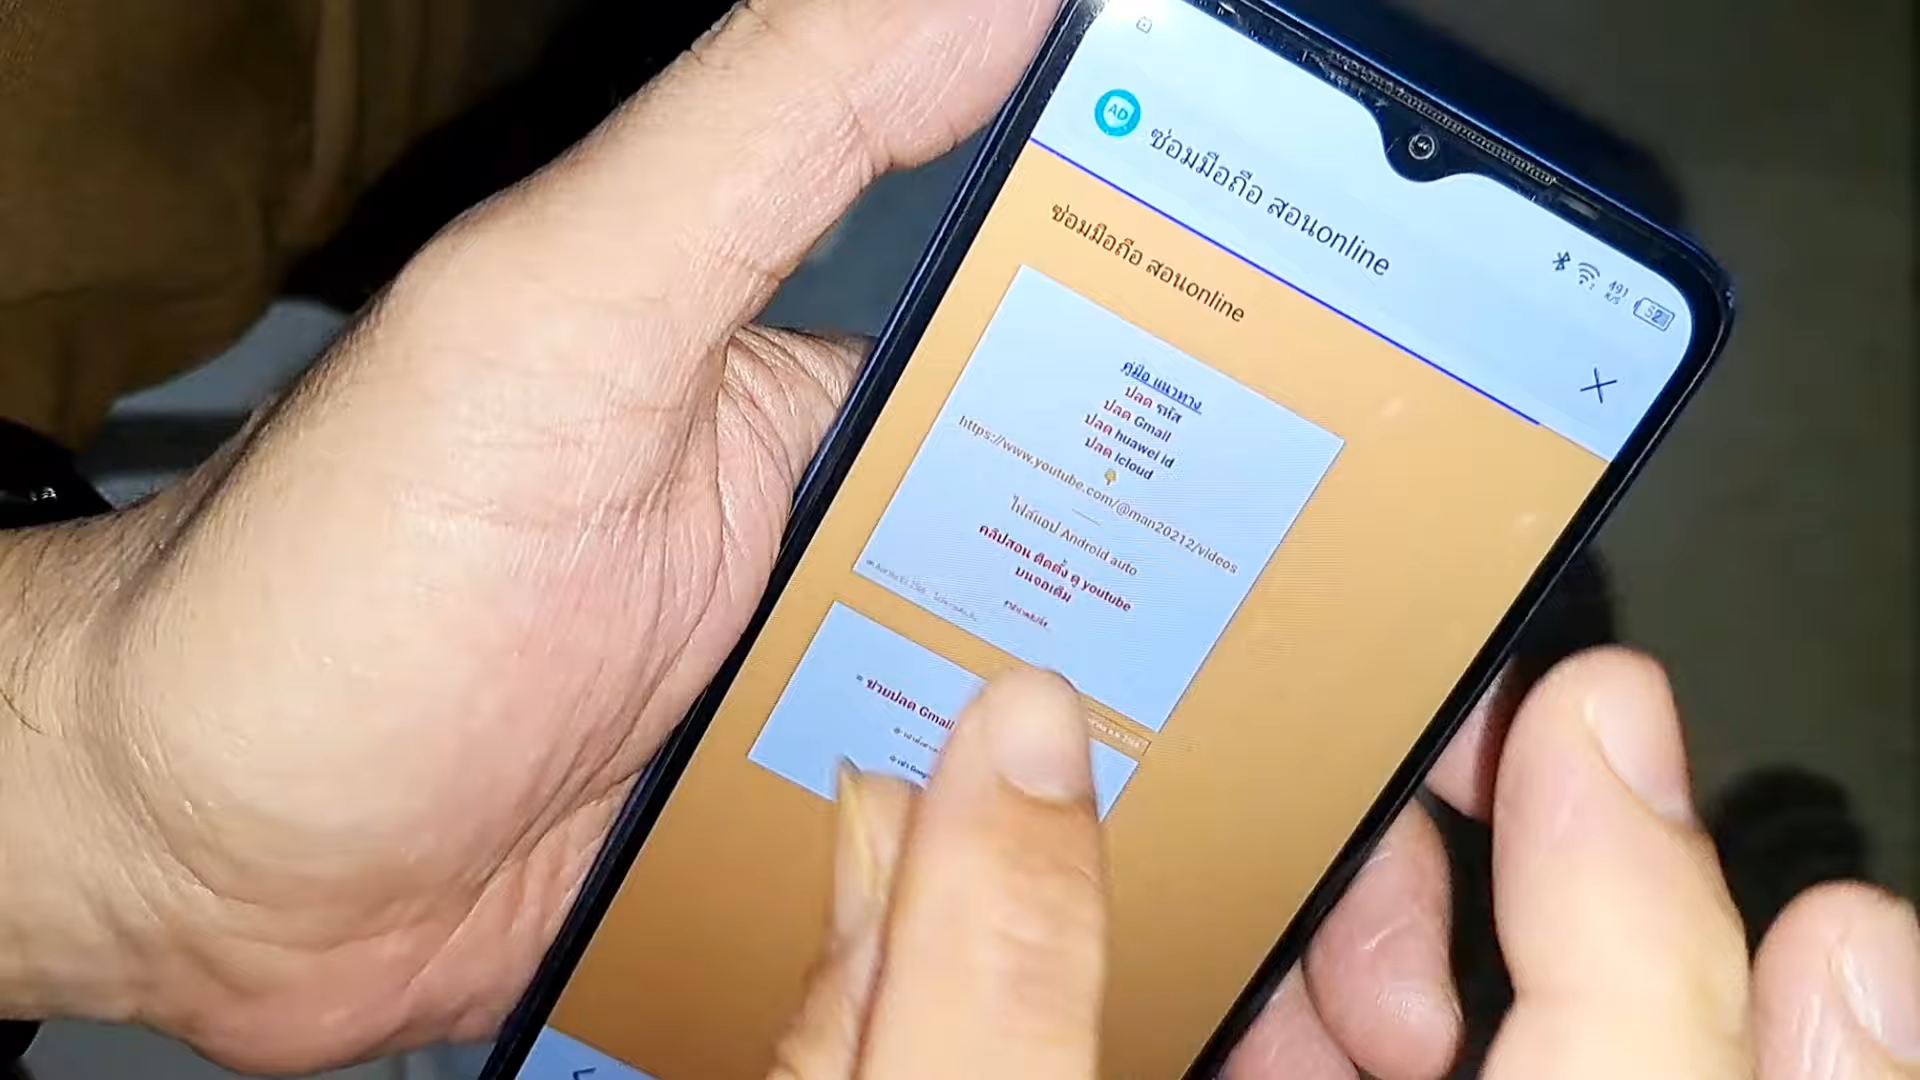 AD
ซ่อมมือถือ สอนonline
491
K/S
52
ซ่อมมือถือ สอนonline
คู่มือ แนวทาง
ปลด รหัส
ปลด Gmail
ปลด huawei id
ปลด icloud
https://www.youtube.com/@man20212/videos
ไฟล์แอป Android auto
คลิปสอน ติดตั้ง ดู youtube
บนจอเดิม
ช่วยปลด Gmail